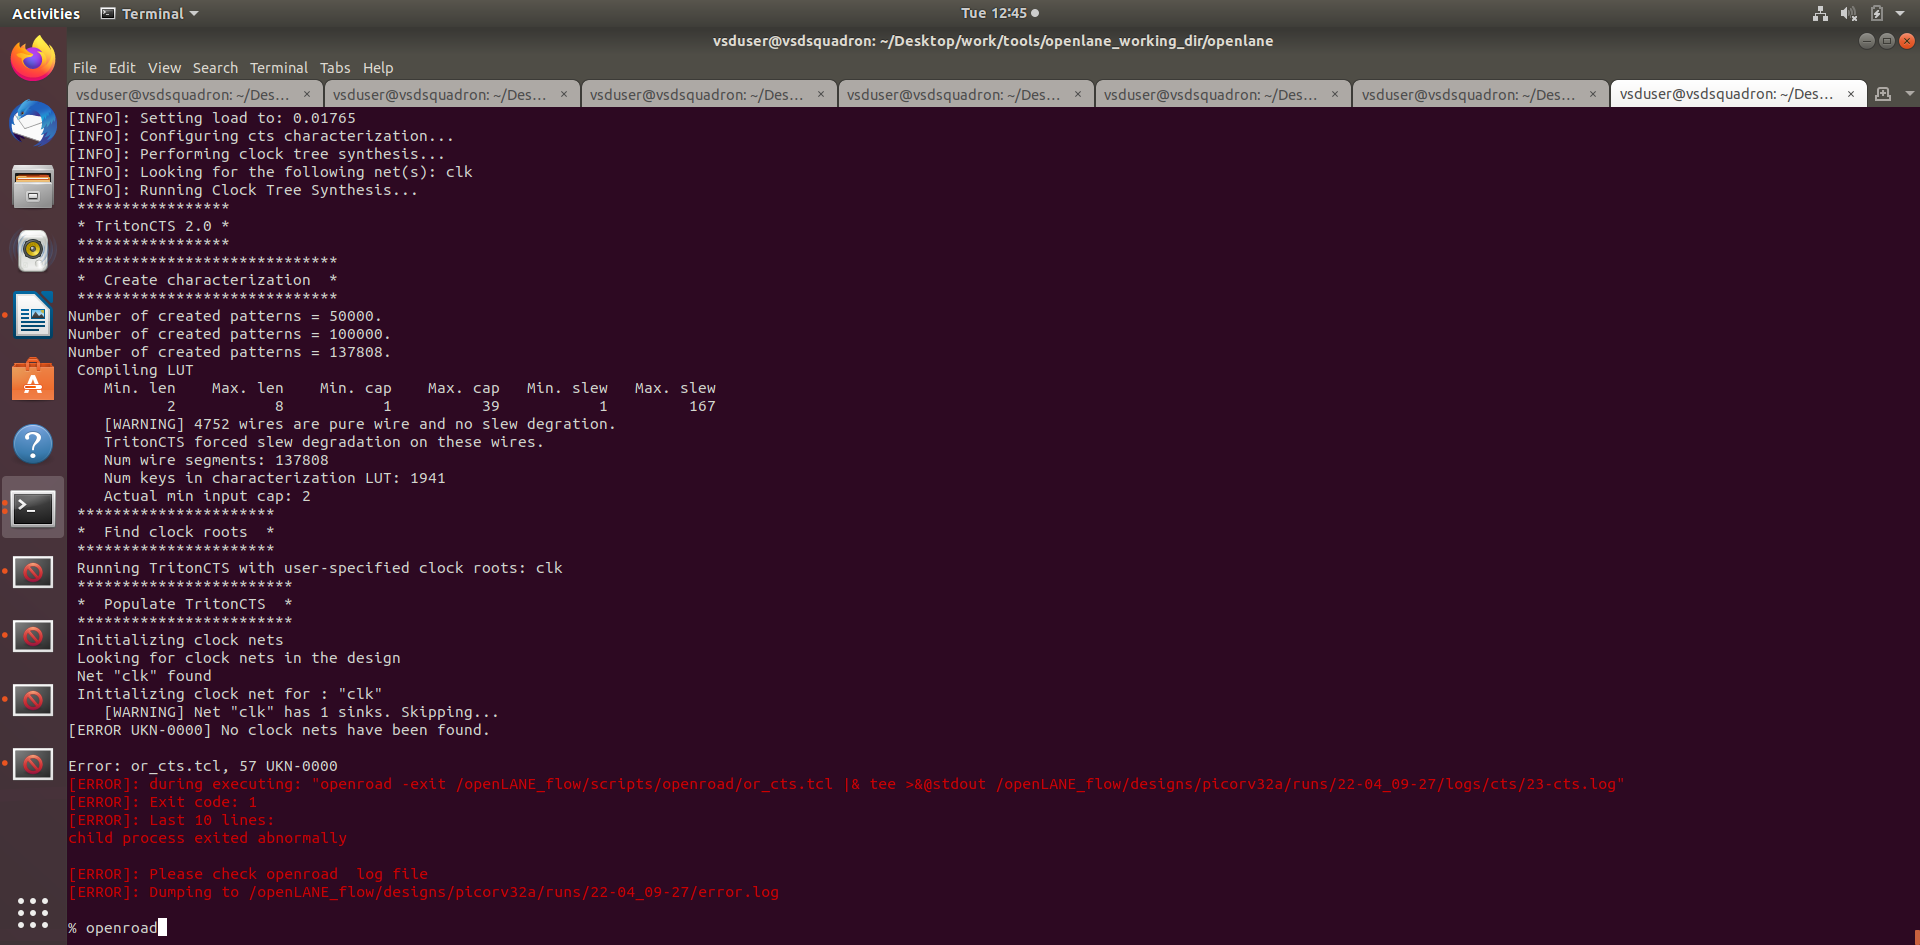 Activities Terminal Tue 12:45
vsduser@vsdsquadron: ~/Desktop/work/tools/openlane_working_dir/openlane
File Edit View Search Terminal Tabs Help
vsduser@vsdsquadron: ~/Des... × vsduser@vsdsquadron: ~/Des... × vsduser@vsdsquadron: ~/Des... × vsduser@vsdsquadron: ~/Des... × vsduser@vsdsquadron: ~/Des... × vsduser@vsdsquadron: ~/Des... × vsduser@vsdsquadron: ~/Des... ×
[INFO]: Setting load to: 0.01765
[INFO]: Configuring cts characterization...
[INFO]: Performing clock tree synthesis...
[INFO]: Looking for the following net(s): clk
[INFO]: Running Clock Tree Synthesis...
*****************
* TritonCTS 2.0 *
*****************
*****************************
*  Create characterization  *
*****************************
Number of created patterns = 50000.
Number of created patterns = 100000.
Number of created patterns = 137808.
Compiling LUT
Min. len    Max. len    Min. cap    Max. cap   Min. slew   Max. slew
2           8           1          39           1         167
[WARNING] 4752 wires are pure wire and no slew degration.
TritonCTS forced slew degradation on these wires.
Num wire segments: 137808
Num keys in characterization LUT: 1941
Actual min input cap: 2
**********************
*  Find clock roots  *
**********************
Running TritonCTS with user-specified clock roots: clk
************************
*  Populate TritonCTS  *
************************
Initializing clock nets
Looking for clock nets in the design
Net "clk" found
Initializing clock net for : "clk"
[WARNING] Net "clk" has 1 sinks. Skipping...
[ERROR UKN-0000] No clock nets have been found.
Error: or_cts.tcl, 57 UKN-0000
[ERROR]: during executing: "openroad -exit /openLANE_flow/scripts/openroad/or_cts.tcl |& tee >&@stdout /openLANE_flow/designs/picorv32a/runs/22-04_09-27/logs/cts/23-cts.log"
[ERROR]: Exit code: 1
[ERROR]: Last 10 lines:
child process exited abnormally
[ERROR]: Please check openroad  log file
[ERROR]: Dumping to /openLANE_flow/designs/picorv32a/runs/22-04_09-27/error.log
% openroad